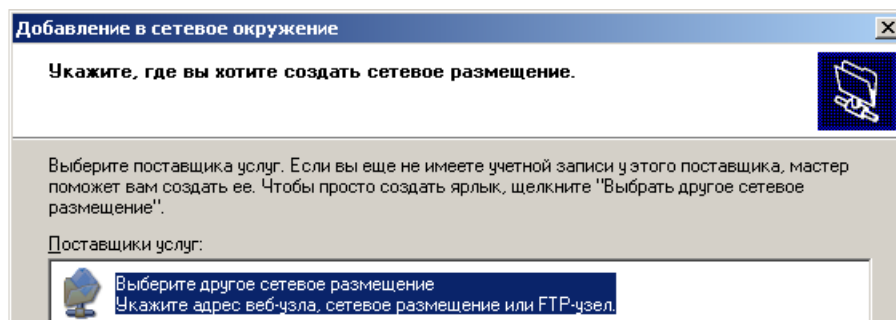 Добавление в сетевое окружение
Укажите, где вы хотите создать сетевое размещение.
Выберите поставщика услуг. Если вы еще не имеете учетной записи у этого поставщика, мастер
поможет вам создать ее. Чтобы просто создать ярлык, щелкните "Выбрать другое сетевое
размещение".
Поставщики услуг:
Выберите другое сетевое размещение
Укажите адрес веб-узла, сетевое размещение или FTP-узел.